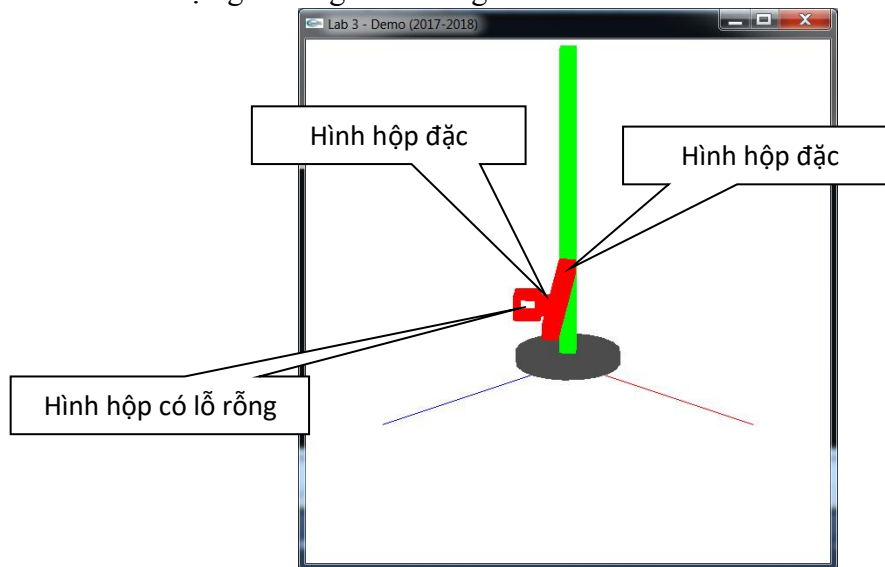 Lab 3 - Demo (2017-2018)
Hình hộp đặc
Hình hộp đặc
Hình hộp có lỗ rỗng